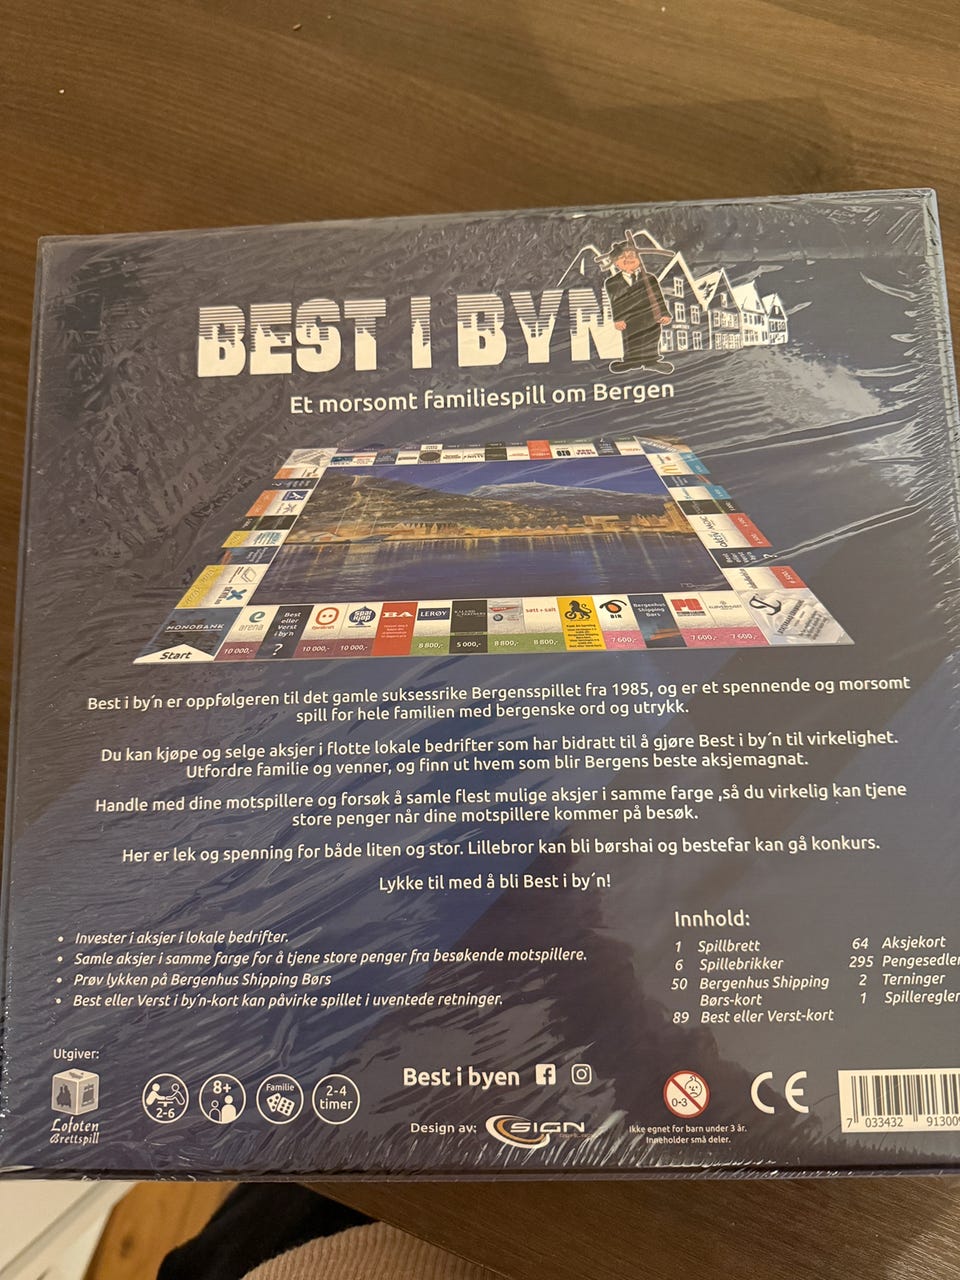 BEST I BYN
Et morsomt familiespill om Bergen
MONOBANK
Start
arena
10 000,-
Best
eller
Verst
i by'n
?
10 000,-
10 000,-
BA
LERØY
8 800,-
5 000,-
8 800,-
søtt + salt
8 800,-
BIR
7 600,-
Bergenhus
Shipping
Børs
7 600,-
7 600,-
Best i by´n er oppfølgeren til det gamle suksessrike Bergensspillet fra 1985, og er et spennende og morsomt
spill for hele familien med bergenske ord og utrykk.
Du kan kjøpe og selge aksjer i flotte lokale bedrifter som har bidratt til å gjøre Best i by´n til virkelighet.
Utfordre familie og venner, og finn ut hvem som blir Bergens beste aksjemagnat.
Handle med dine motspillere og forsøk å samle flest mulige aksjer i samme farge ,så du virkelig kan tjene
store penger når dine motspillere kommer på besøk.
Her er lek og spenning for både liten og stor. Lillebror kan bli børshai og bestefar kan gå konkurs.
Lykke til med å bli Best i by´n!
• Invester i aksjer i lokale bedrifter.
• Samle aksjer i samme farge for å tjene store penger fra besøkende motspillere.
• Prøv lykken på Bergenhus Shipping Børs
• Best eller Verst i by´n-kort kan påvirke spillet i uventede retninger.
Innhold:
1 Spillbrett
6 Spillebrikker
50 Bergenhus Shipping
Børs-kort
89 Best eller Verst-kort
64 Aksjekort
295 Pengesedler
2 Terninger
1 Spilleregler
Utgiver:
Lofoten
Brettspill
2-6
8+
Familie
2-4
timer
Best i byen
Design av:
SIGN
0-3
Ikke egnet for barn under 3 år.
Inneholder små deler.
CE
7 033432 913009